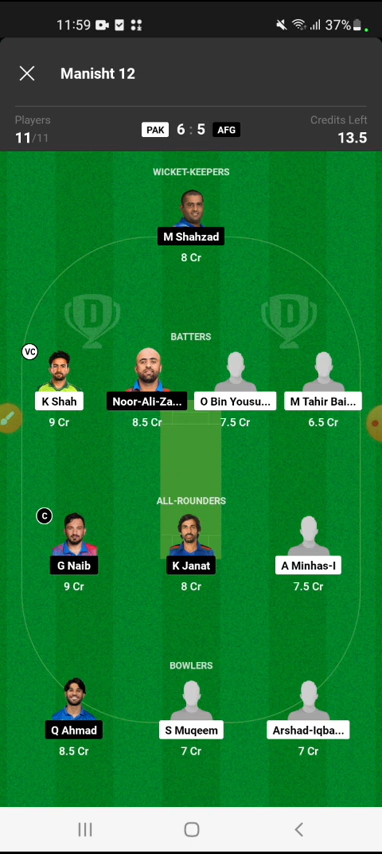 11:59 37%
Manisht 12
Players Credits Left
11/11 PAK 6 : 5 AFG 13.5
WICKET-KEEPERS
M Shahzad
8 Cr
BATTERS
VC
K Shah Noor-Ali-Za... O Bin Yousu... M Tahir Bai...
9 Cr 8.5 Cr 7.5 Cr 6.5 Cr
ALL-ROUNDERS
C
G Naib K Janat A Minhas-I
9 Cr 8 Cr 7.5 Cr
BOWLERS
Q Ahmad S Muqeem Arshad-Iqba...
8.5 Cr 7 Cr 7 Cr